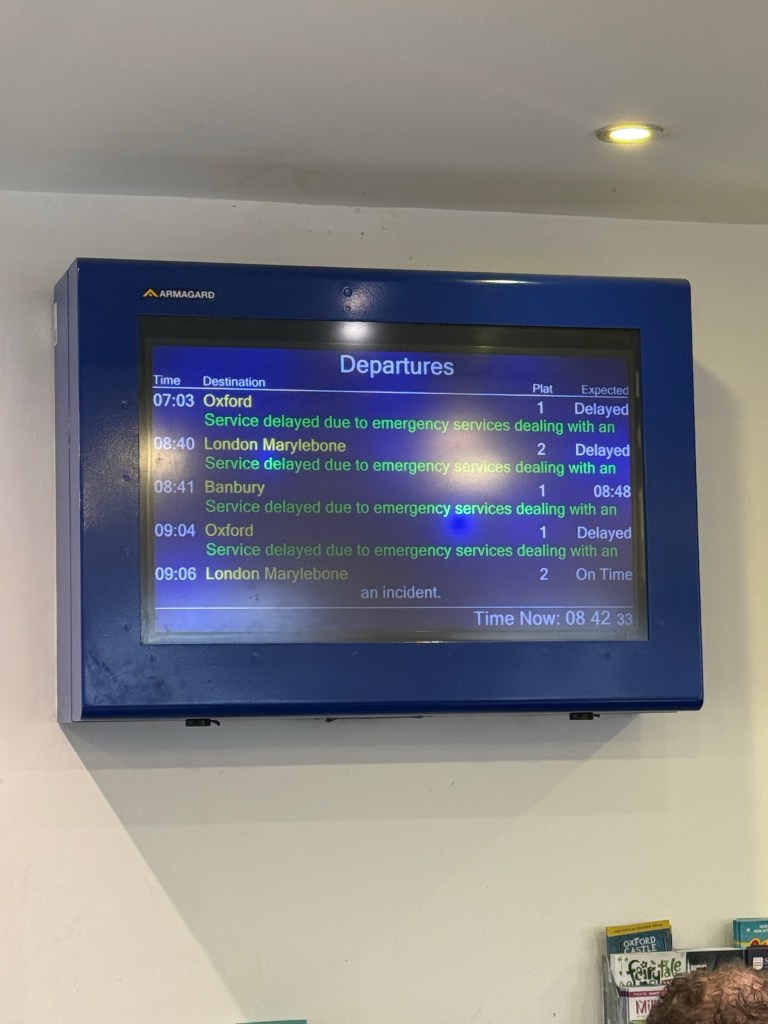 ARMAGARD
Departures
Time Destination Plat Expected
07:03 Oxford 1 Delayed
Service delayed due to emergency services dealing with an
08:40 London Marylebone 2 Delayed
Service delayed due to emergency services dealing with an
08:41 Banbury 1 08:48
Service delayed due to emergency services dealing with an
09:04 Oxford 1 Delayed
Service delayed due to emergency services dealing with an
09:06 London Marylebone 2 On Time
an incident.
Time Now: 08 42 33
OXFORD
CASTLE
fairytale